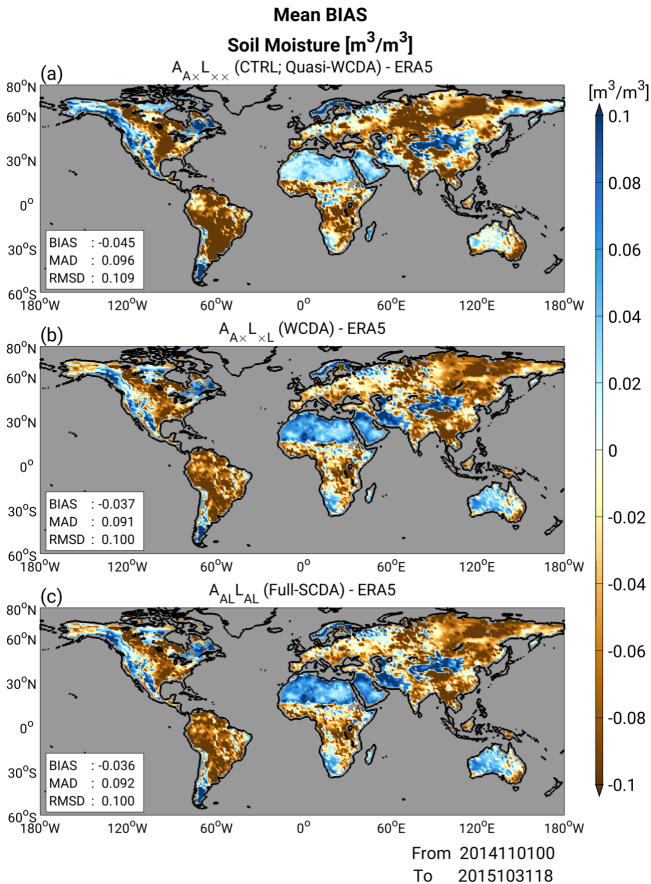 Mean BIAS
Soil Moisture [m³/m³]
(a) A_A×L_×× (CTRL; Quasi-WCDA) - ERA5
[m³/m³]
80°N
60°N
30°N
0°
30°S
60°S
BIAS : -0.045
MAD : 0.096
RMSD : 0.109
180°W 120°W 60°W 0° 60°E 120°E 180°W
(b) A_A×L_×L (WCDA) - ERA5
80°N
60°N
30°N
0°
30°S
60°S
BIAS : -0.037
MAD : 0.091
RMSD : 0.100
180°W 120°W 60°W 0° 60°E 120°E 180°W
(c) A_ALL_AL (Full-SCDA) - ERA5
80°N
60°N
30°N
0°
30°S
60°S
BIAS : -0.036
MAD : 0.092
RMSD : 0.100
180°W 120°W 60°W 0° 60°E 120°E 180°W
0.1
0.08
0.06
0.04
0.02
0
-0.02
-0.04
-0.06
-0.08
-0.1
From 2014110100
To 2015103118